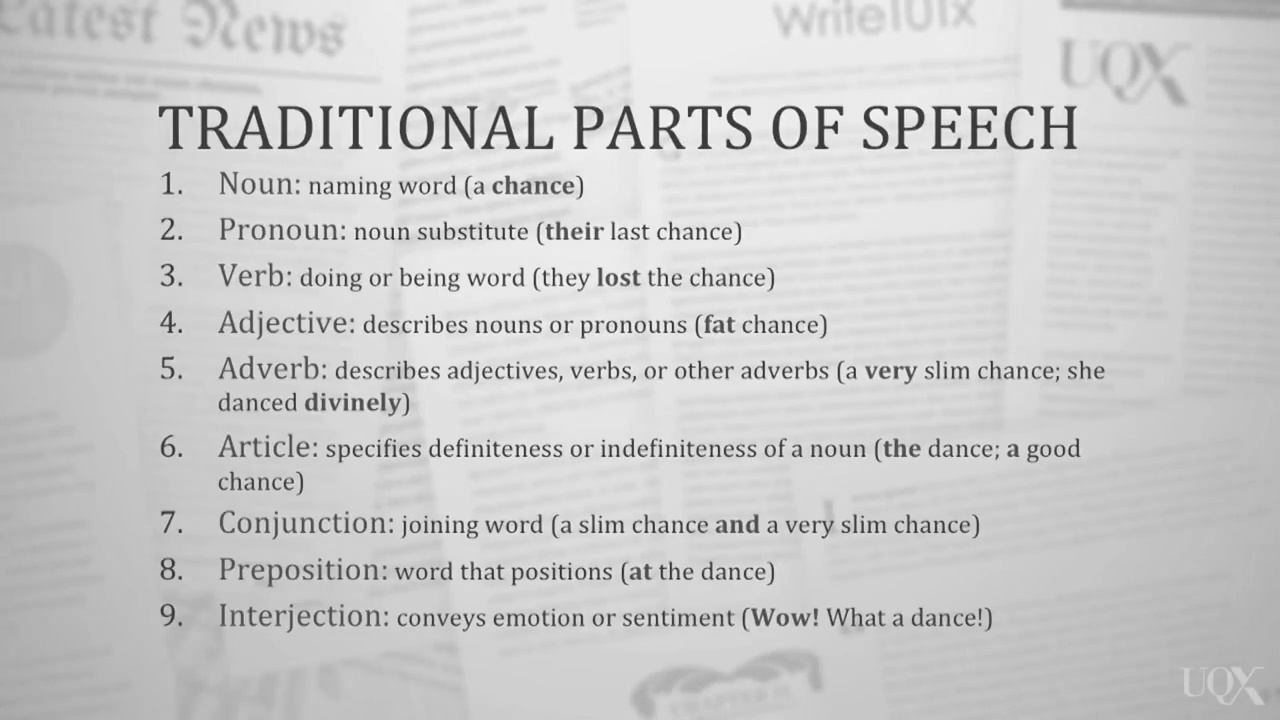 Latest News
Write101x
UQX
TRADITIONAL PARTS OF SPEECH
1. Noun: naming word (a chance)
2. Pronoun: noun substitute (their last chance)
3. Verb: doing or being word (they lost the chance)
4. Adjective: describes nouns or pronouns (fat chance)
5. Adverb: describes adjectives, verbs, or other adverbs (a very slim chance; she
danced divinely)
6. Article: specifies definiteness or indefiniteness of a noun (the dance; a good
chance)
7. Conjunction: joining word (a slim chance and a very slim chance)
8. Preposition: word that positions (at the dance)
9. Interjection: conveys emotion or sentiment (Wow! What a dance!)
UQX